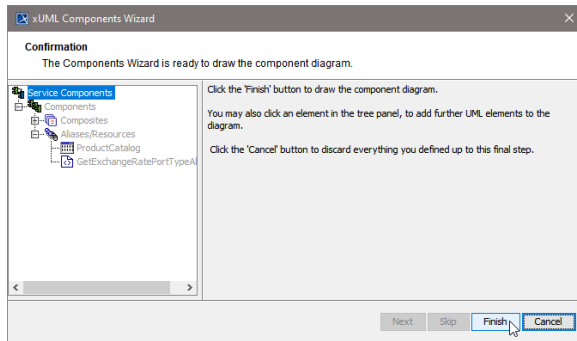 xUML Components Wizard
Confirmation
The Components Wizard is ready to draw the component diagram.
Service Components
Components
Composites
Aliases/Resources
ProductCatalog
GetExchangeRatePortTypeAl
Click the 'Finish' button to draw the component diagram.
You may also click an element in the tree panel, to add further UML elements to the
diagram.
Click the 'Cancel' button to discard everything you defined up to this final step.
Next Skip Finish Cancel